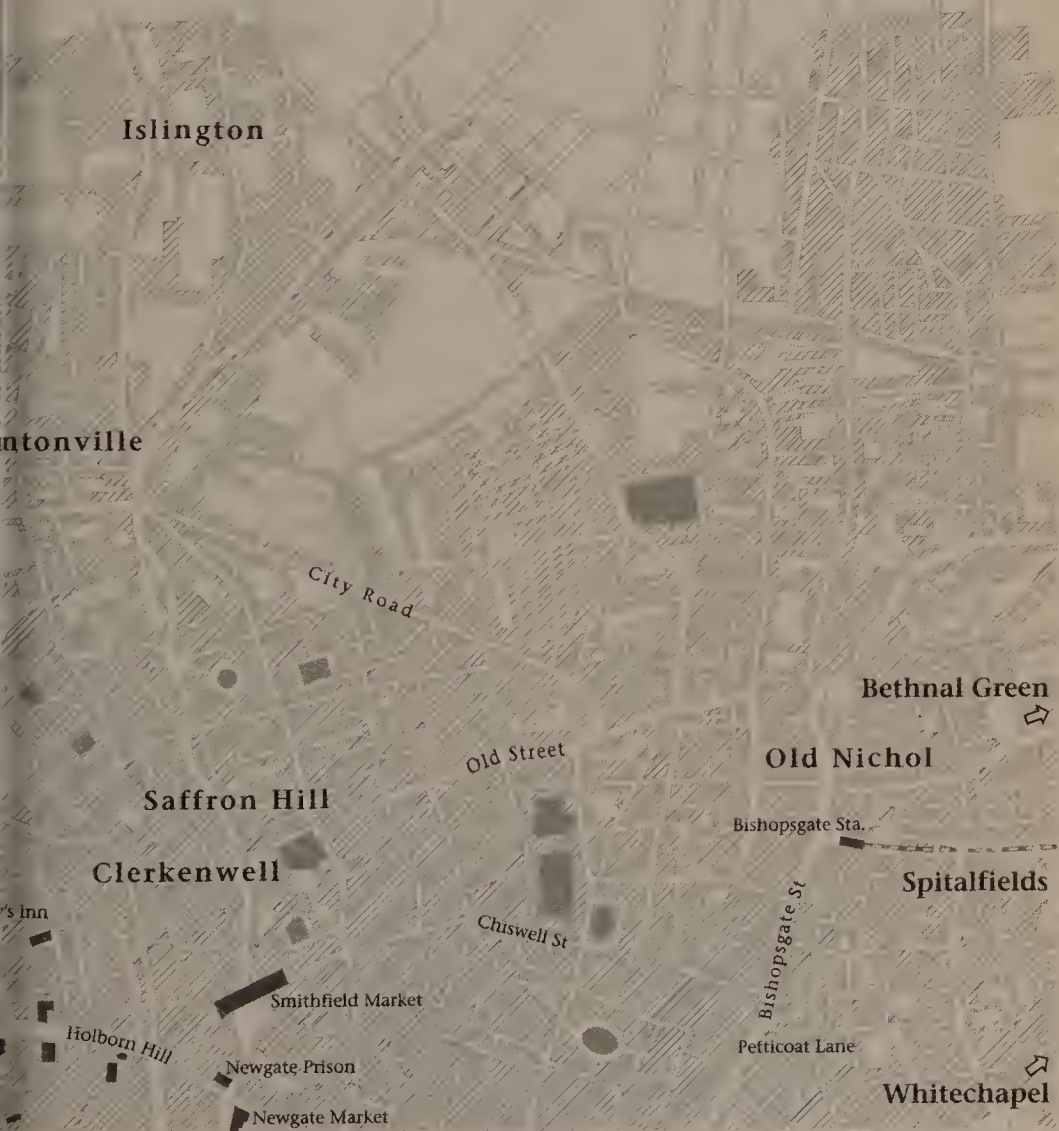 Islington
ntonville
City Road
Bethnal Green
Old Street
Old Nichol
Saffron Hill
Bishopsgate Sta.
Clerkenwell
Spitalfields
's Inn
Chiswell St
Bishopsgate St
Smithfield Market
Holborn Hill
Petticoat Lane
Newgate Prison
Whitechapel
Newgate Market